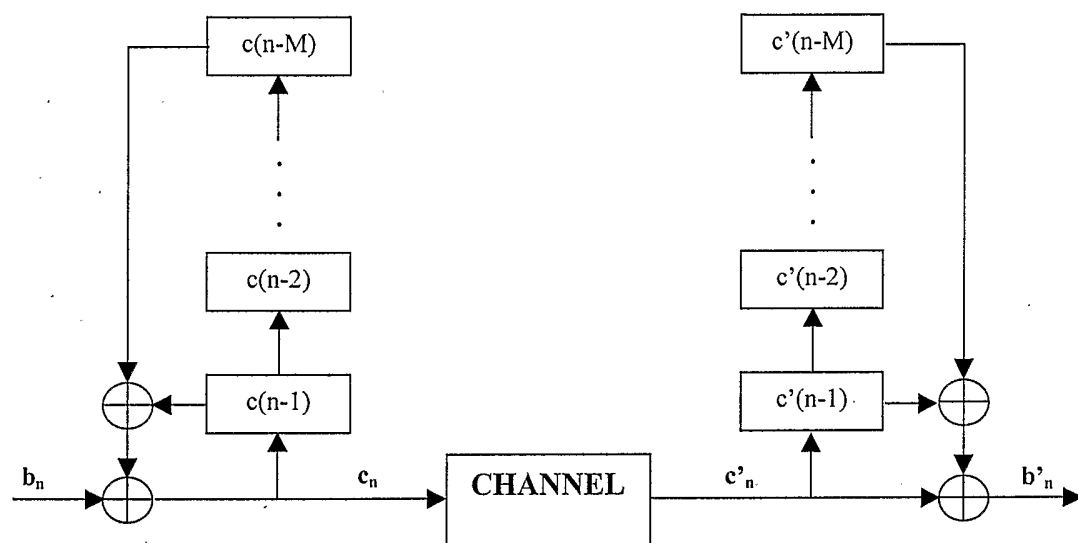 c(n-M) c'(n-M)
c(n-2) c'(n-2)
c(n-1) c'(n-1)
bₙ cₙ CHANNEL c'ₙ b'ₙ